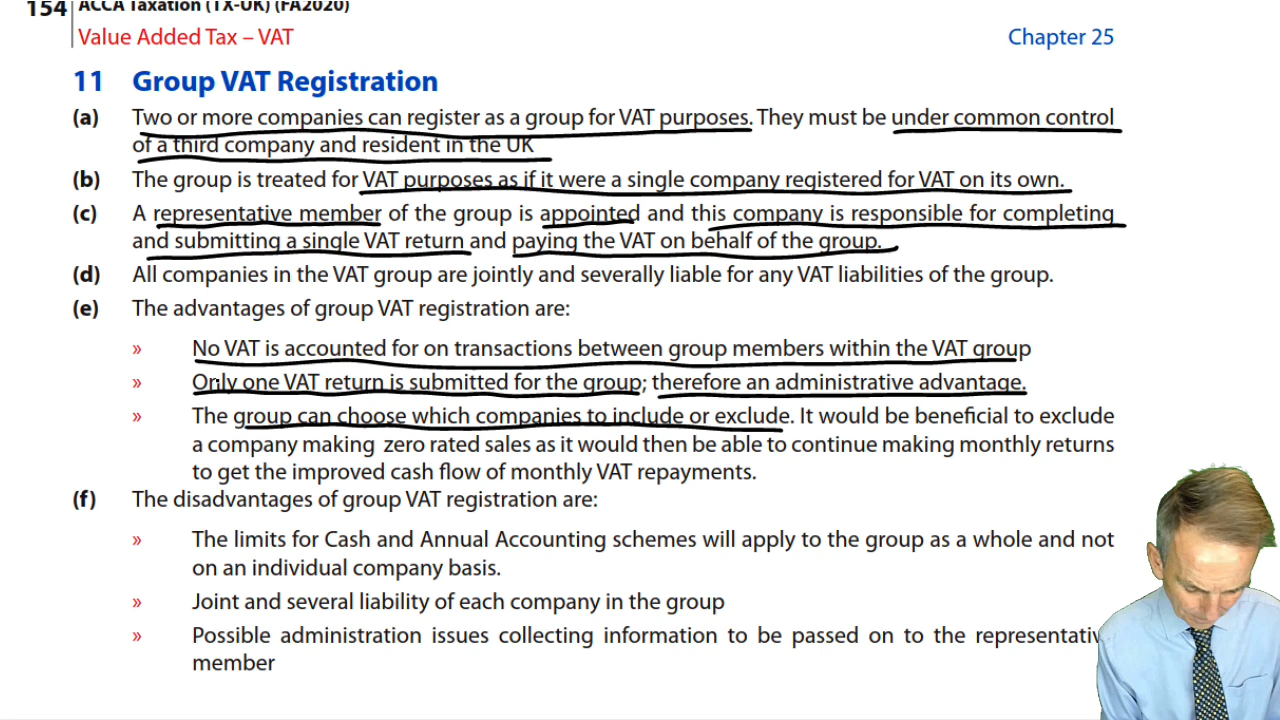 154 ACCA Taxation (TX-UK) (FA2020)
Value Added Tax – VAT Chapter 25
11 Group VAT Registration
(a) Two or more companies can register as a group for VAT purposes. They must be under common control
of a third company and resident in the UK
(b) The group is treated for VAT purposes as if it were a single company registered for VAT on its own.
(c) A representative member of the group is appointed and this company is responsible for completing
and submitting a single VAT return and paying the VAT on behalf of the group.
(d) All companies in the VAT group are jointly and severally liable for any VAT liabilities of the group.
(e) The advantages of group VAT registration are:
» No VAT is accounted for on transactions between group members within the VAT group
» Only one VAT return is submitted for the group; therefore an administrative advantage.
» The group can choose which companies to include or exclude. It would be beneficial to exclude
a company making zero rated sales as it would then be able to continue making monthly returns
to get the improved cash flow of monthly VAT repayments.
(f) The disadvantages of group VAT registration are:
» The limits for Cash and Annual Accounting schemes will apply to the group as a whole and not
on an individual company basis.
» Joint and several liability of each company in the group
» Possible administration issues collecting information to be passed on to the representativ
member